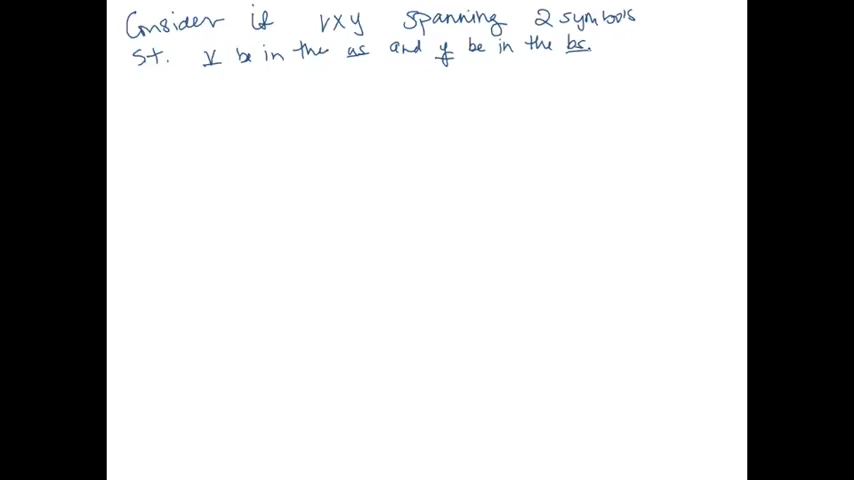 Consider if vxy spanning 2 symbols
St. v be in the as and y be in the bs.